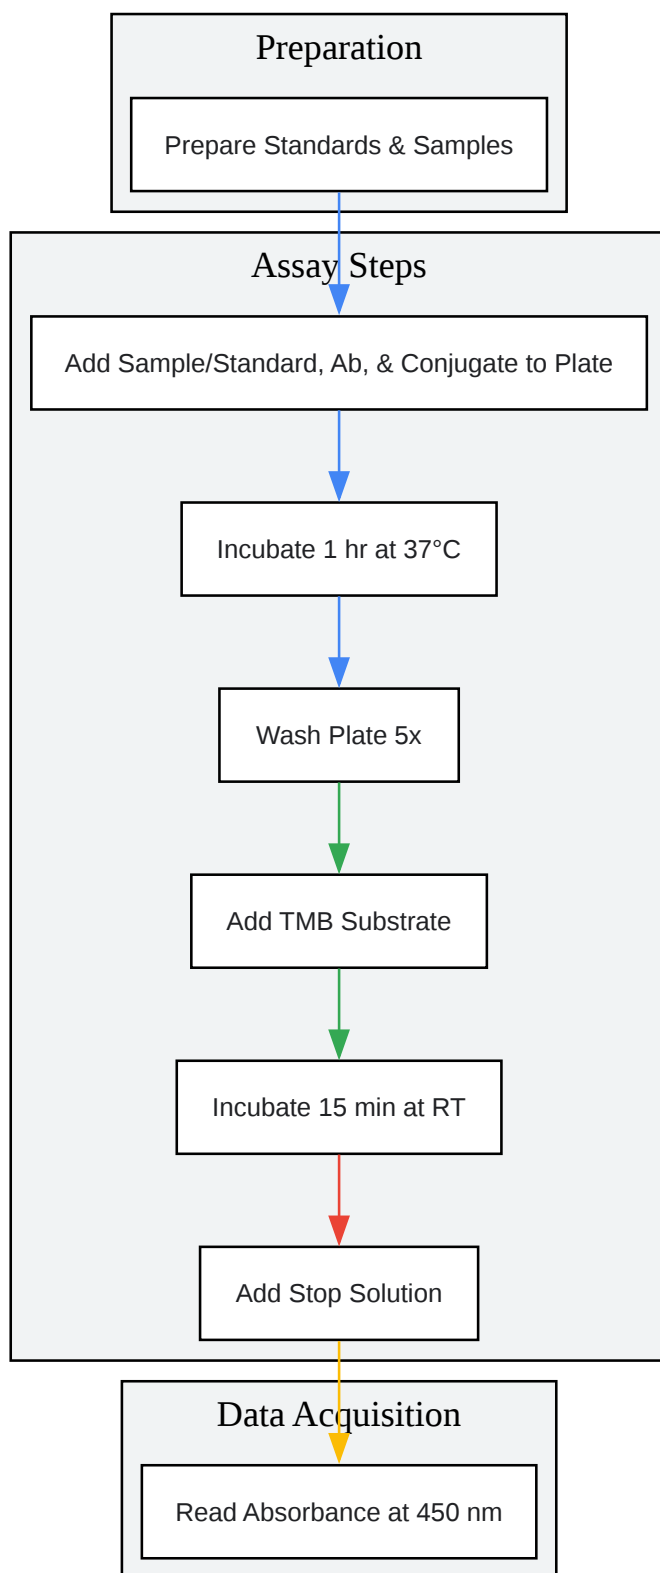 Preparation
Prepare Standards & Samples
Assay Steps
Add Sample/Standard, Ab, & Conjugate to Plate
Incubate 1 hr at 37°C
Wash Plate 5x
Add TMB Substrate
Incubate 15 min at RT
Add Stop Solution
Data Acquisition
Read Absorbance at 450 nm